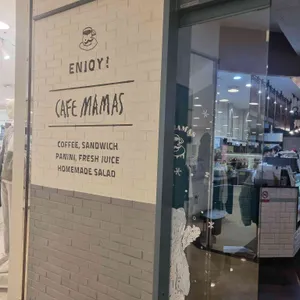 ENJOY!
CAFE MAMAS
COFFEE, SANDWICH
PANINI, FRESH JUICE
HOMEMADE SALAD